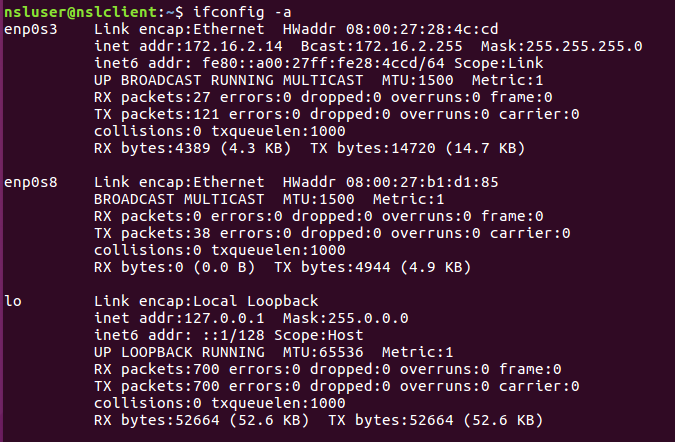 nsluser@nslclient:~$ ifconfig -a
enp0s3    Link encap:Ethernet  HWaddr 08:00:27:28:4c:cd
          inet addr:172.16.2.14  Bcast:172.16.2.255  Mask:255.255.255.0
          inet6 addr: fe80::a00:27ff:fe28:4ccd/64 Scope:Link
          UP BROADCAST RUNNING MULTICAST  MTU:1500  Metric:1
          RX packets:27 errors:0 dropped:0 overruns:0 frame:0
          TX packets:121 errors:0 dropped:0 overruns:0 carrier:0
          collisions:0 txqueuelen:1000
          RX bytes:4389 (4.3 KB)  TX bytes:14720 (14.7 KB)

enp0s8    Link encap:Ethernet  HWaddr 08:00:27:b1:d1:85
          BROADCAST MULTICAST  MTU:1500  Metric:1
          RX packets:0 errors:0 dropped:0 overruns:0 frame:0
          TX packets:38 errors:0 dropped:0 overruns:0 carrier:0
          collisions:0 txqueuelen:1000
          RX bytes:0 (0.0 B)  TX bytes:4944 (4.9 KB)

lo        Link encap:Local Loopback
          inet addr:127.0.0.1  Mask:255.0.0.0
          inet6 addr: ::1/128 Scope:Host
          UP LOOPBACK RUNNING  MTU:65536  Metric:1
          RX packets:700 errors:0 dropped:0 overruns:0 frame:0
          TX packets:700 errors:0 dropped:0 overruns:0 carrier:0
          collisions:0 txqueuelen:1000
          RX bytes:52664 (52.6 KB)  TX bytes:52664 (52.6 KB)